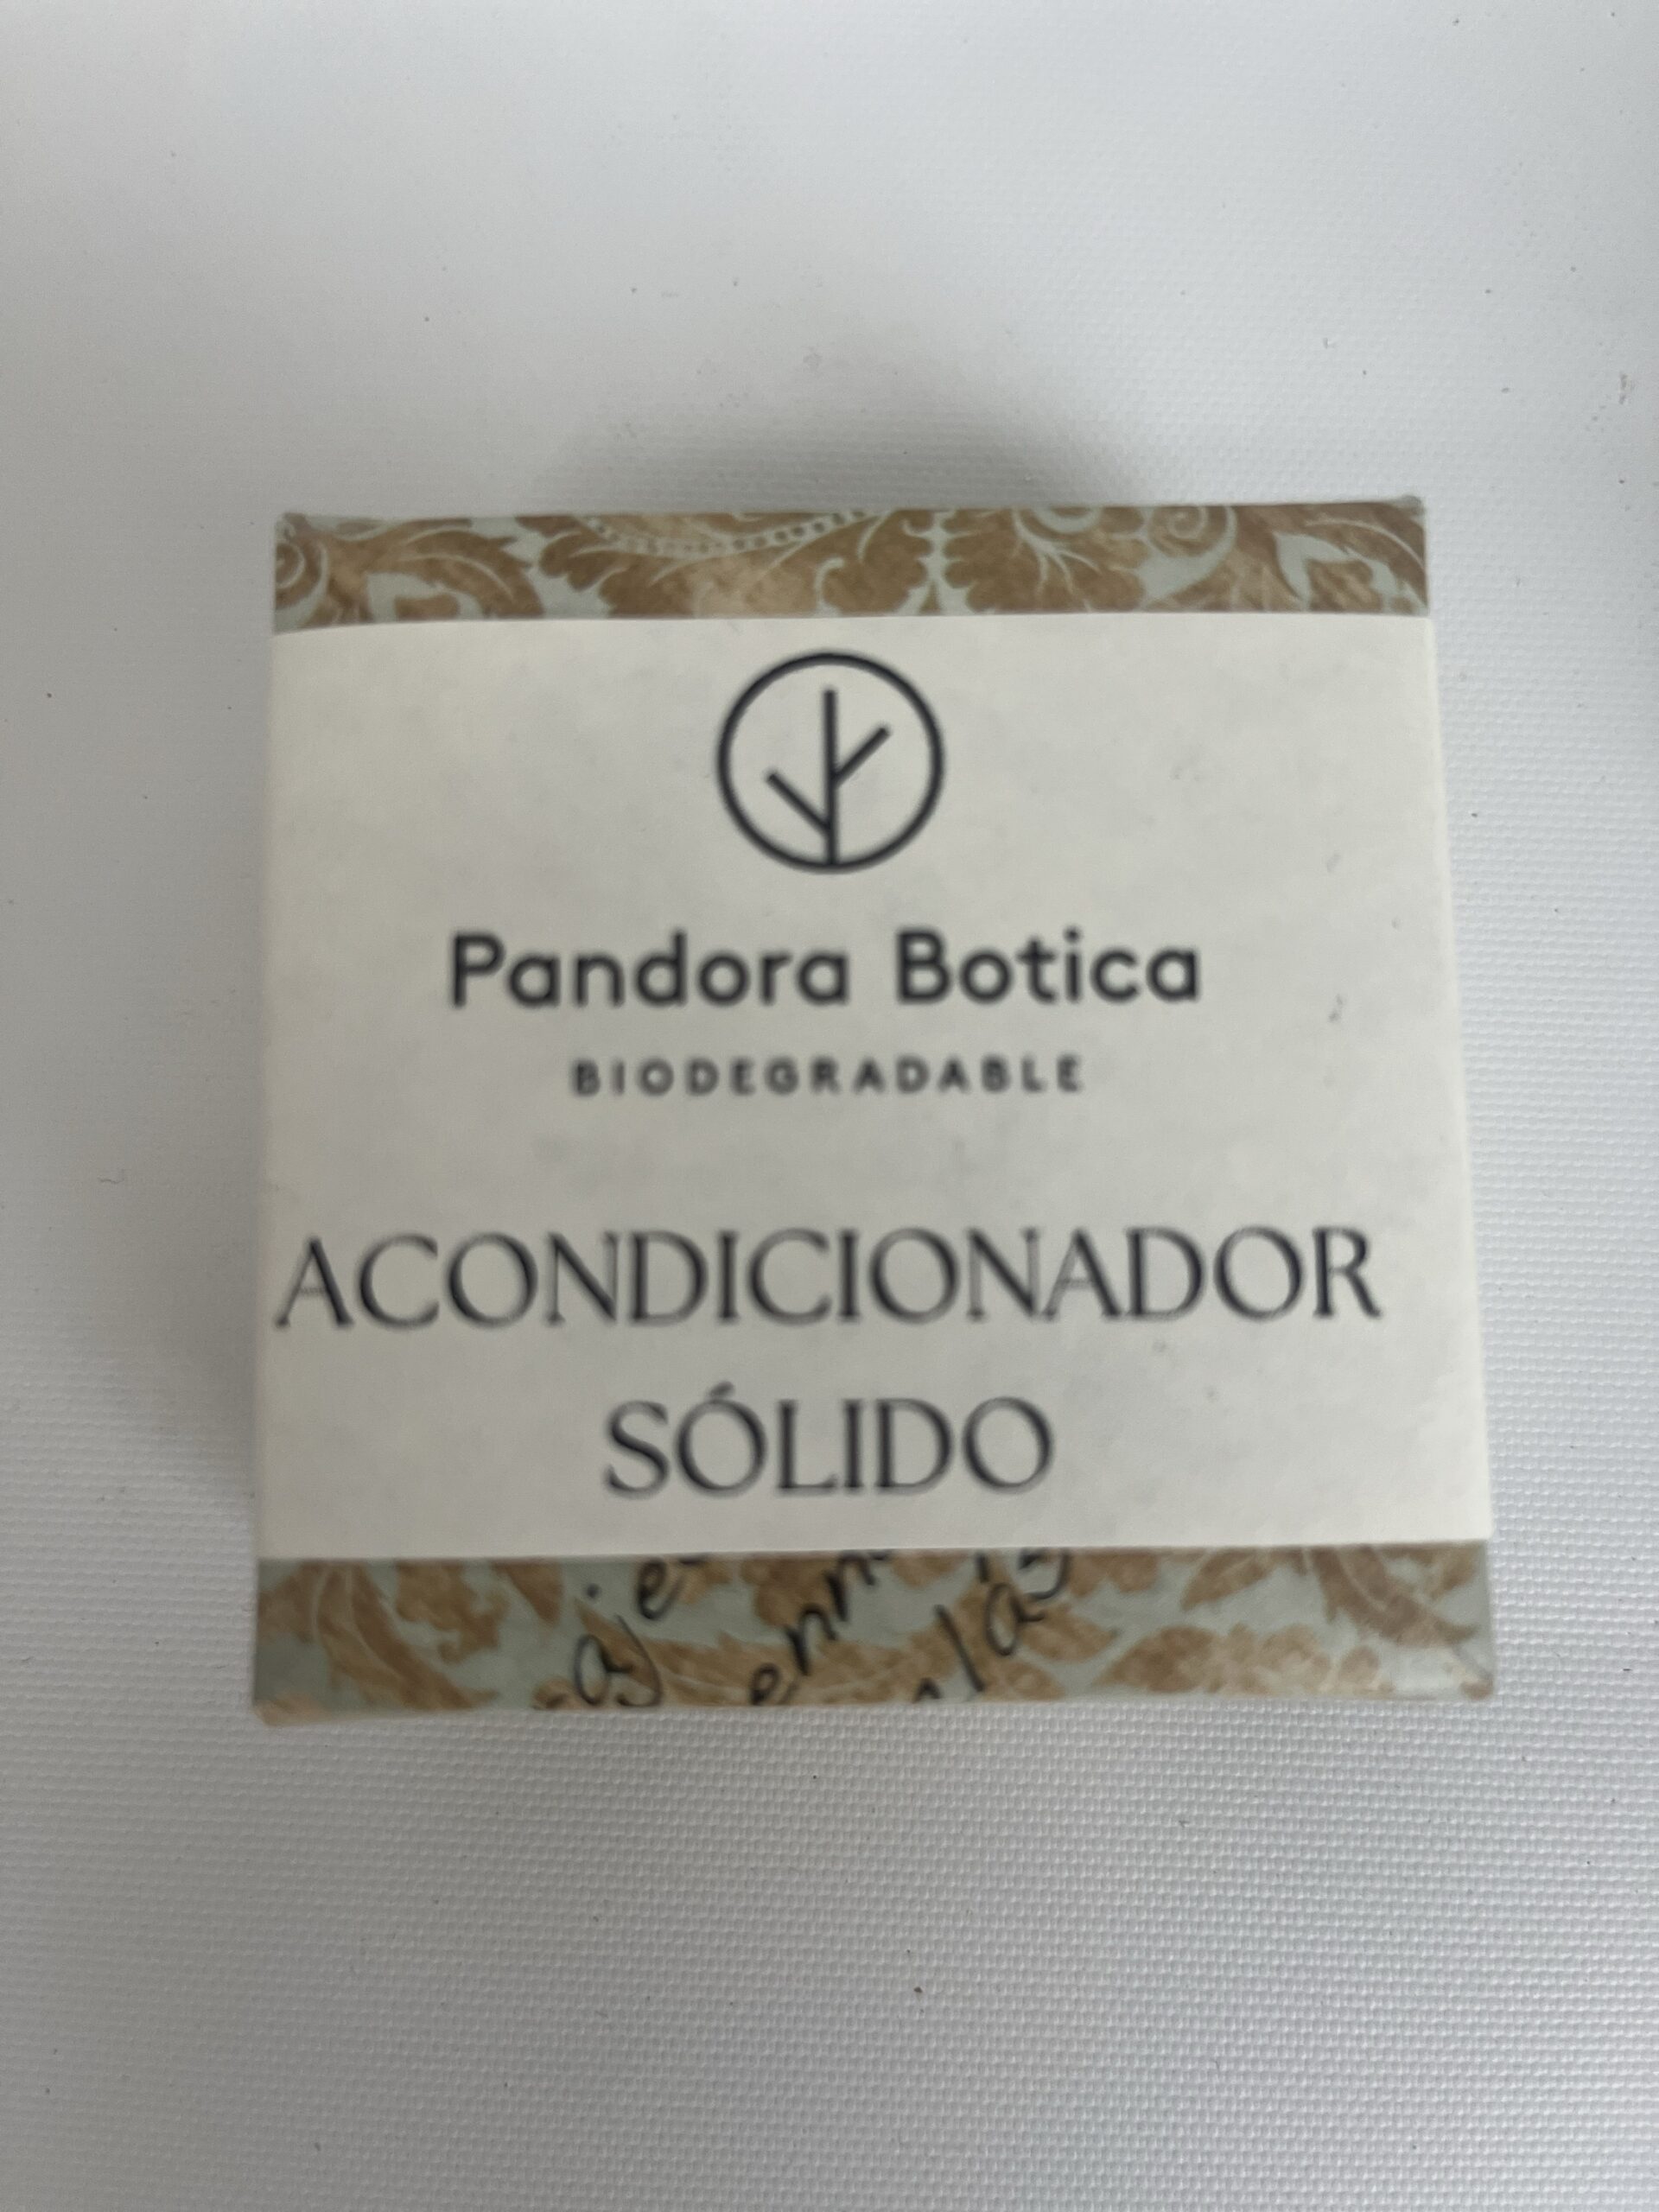 Pandora Botica
BIODEGRADABLE
ACONDICIONADOR
SÓLIDO